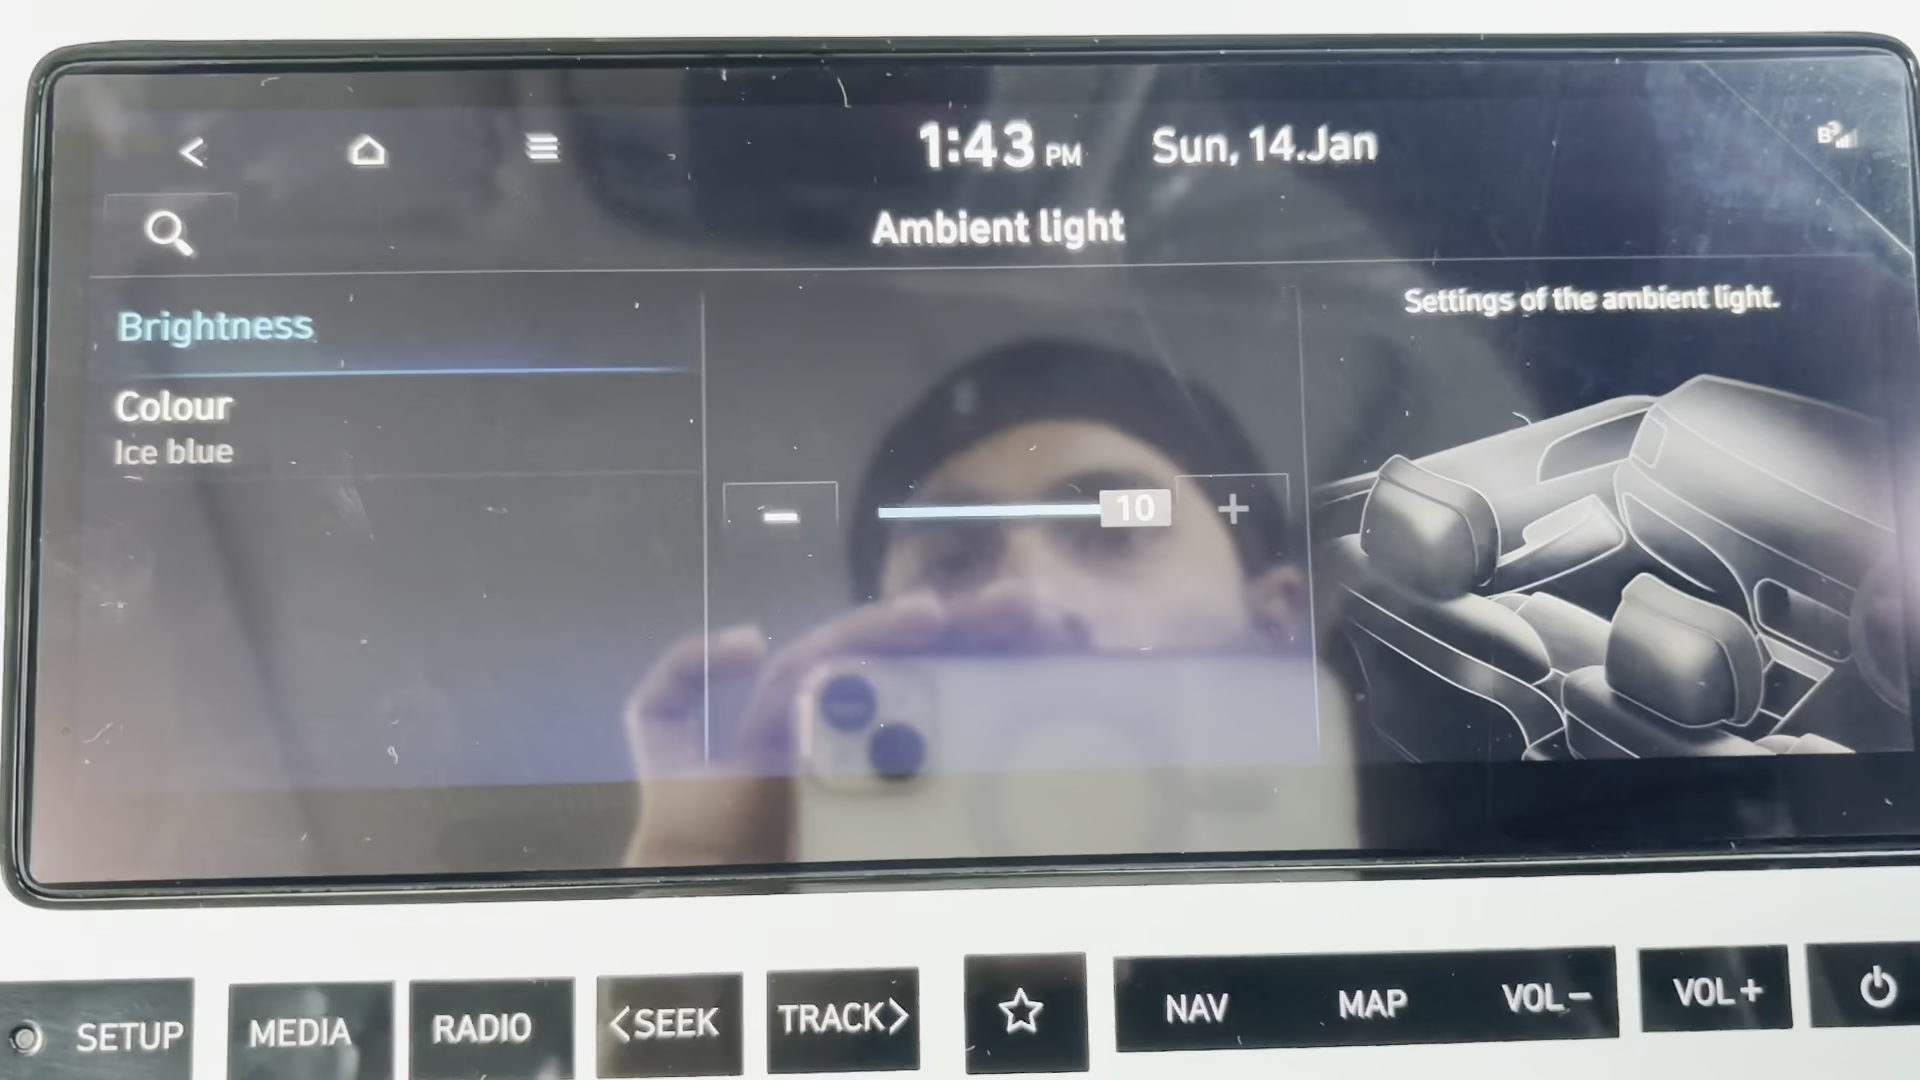 1:43 PM Sun, 14.Jan
Ambient light
Brightness
Settings of the ambient light.
Colour
Ice blue
10
SETUP MEDIA RADIO <SEEK TRACK> NAV MAP VOL− VOL+